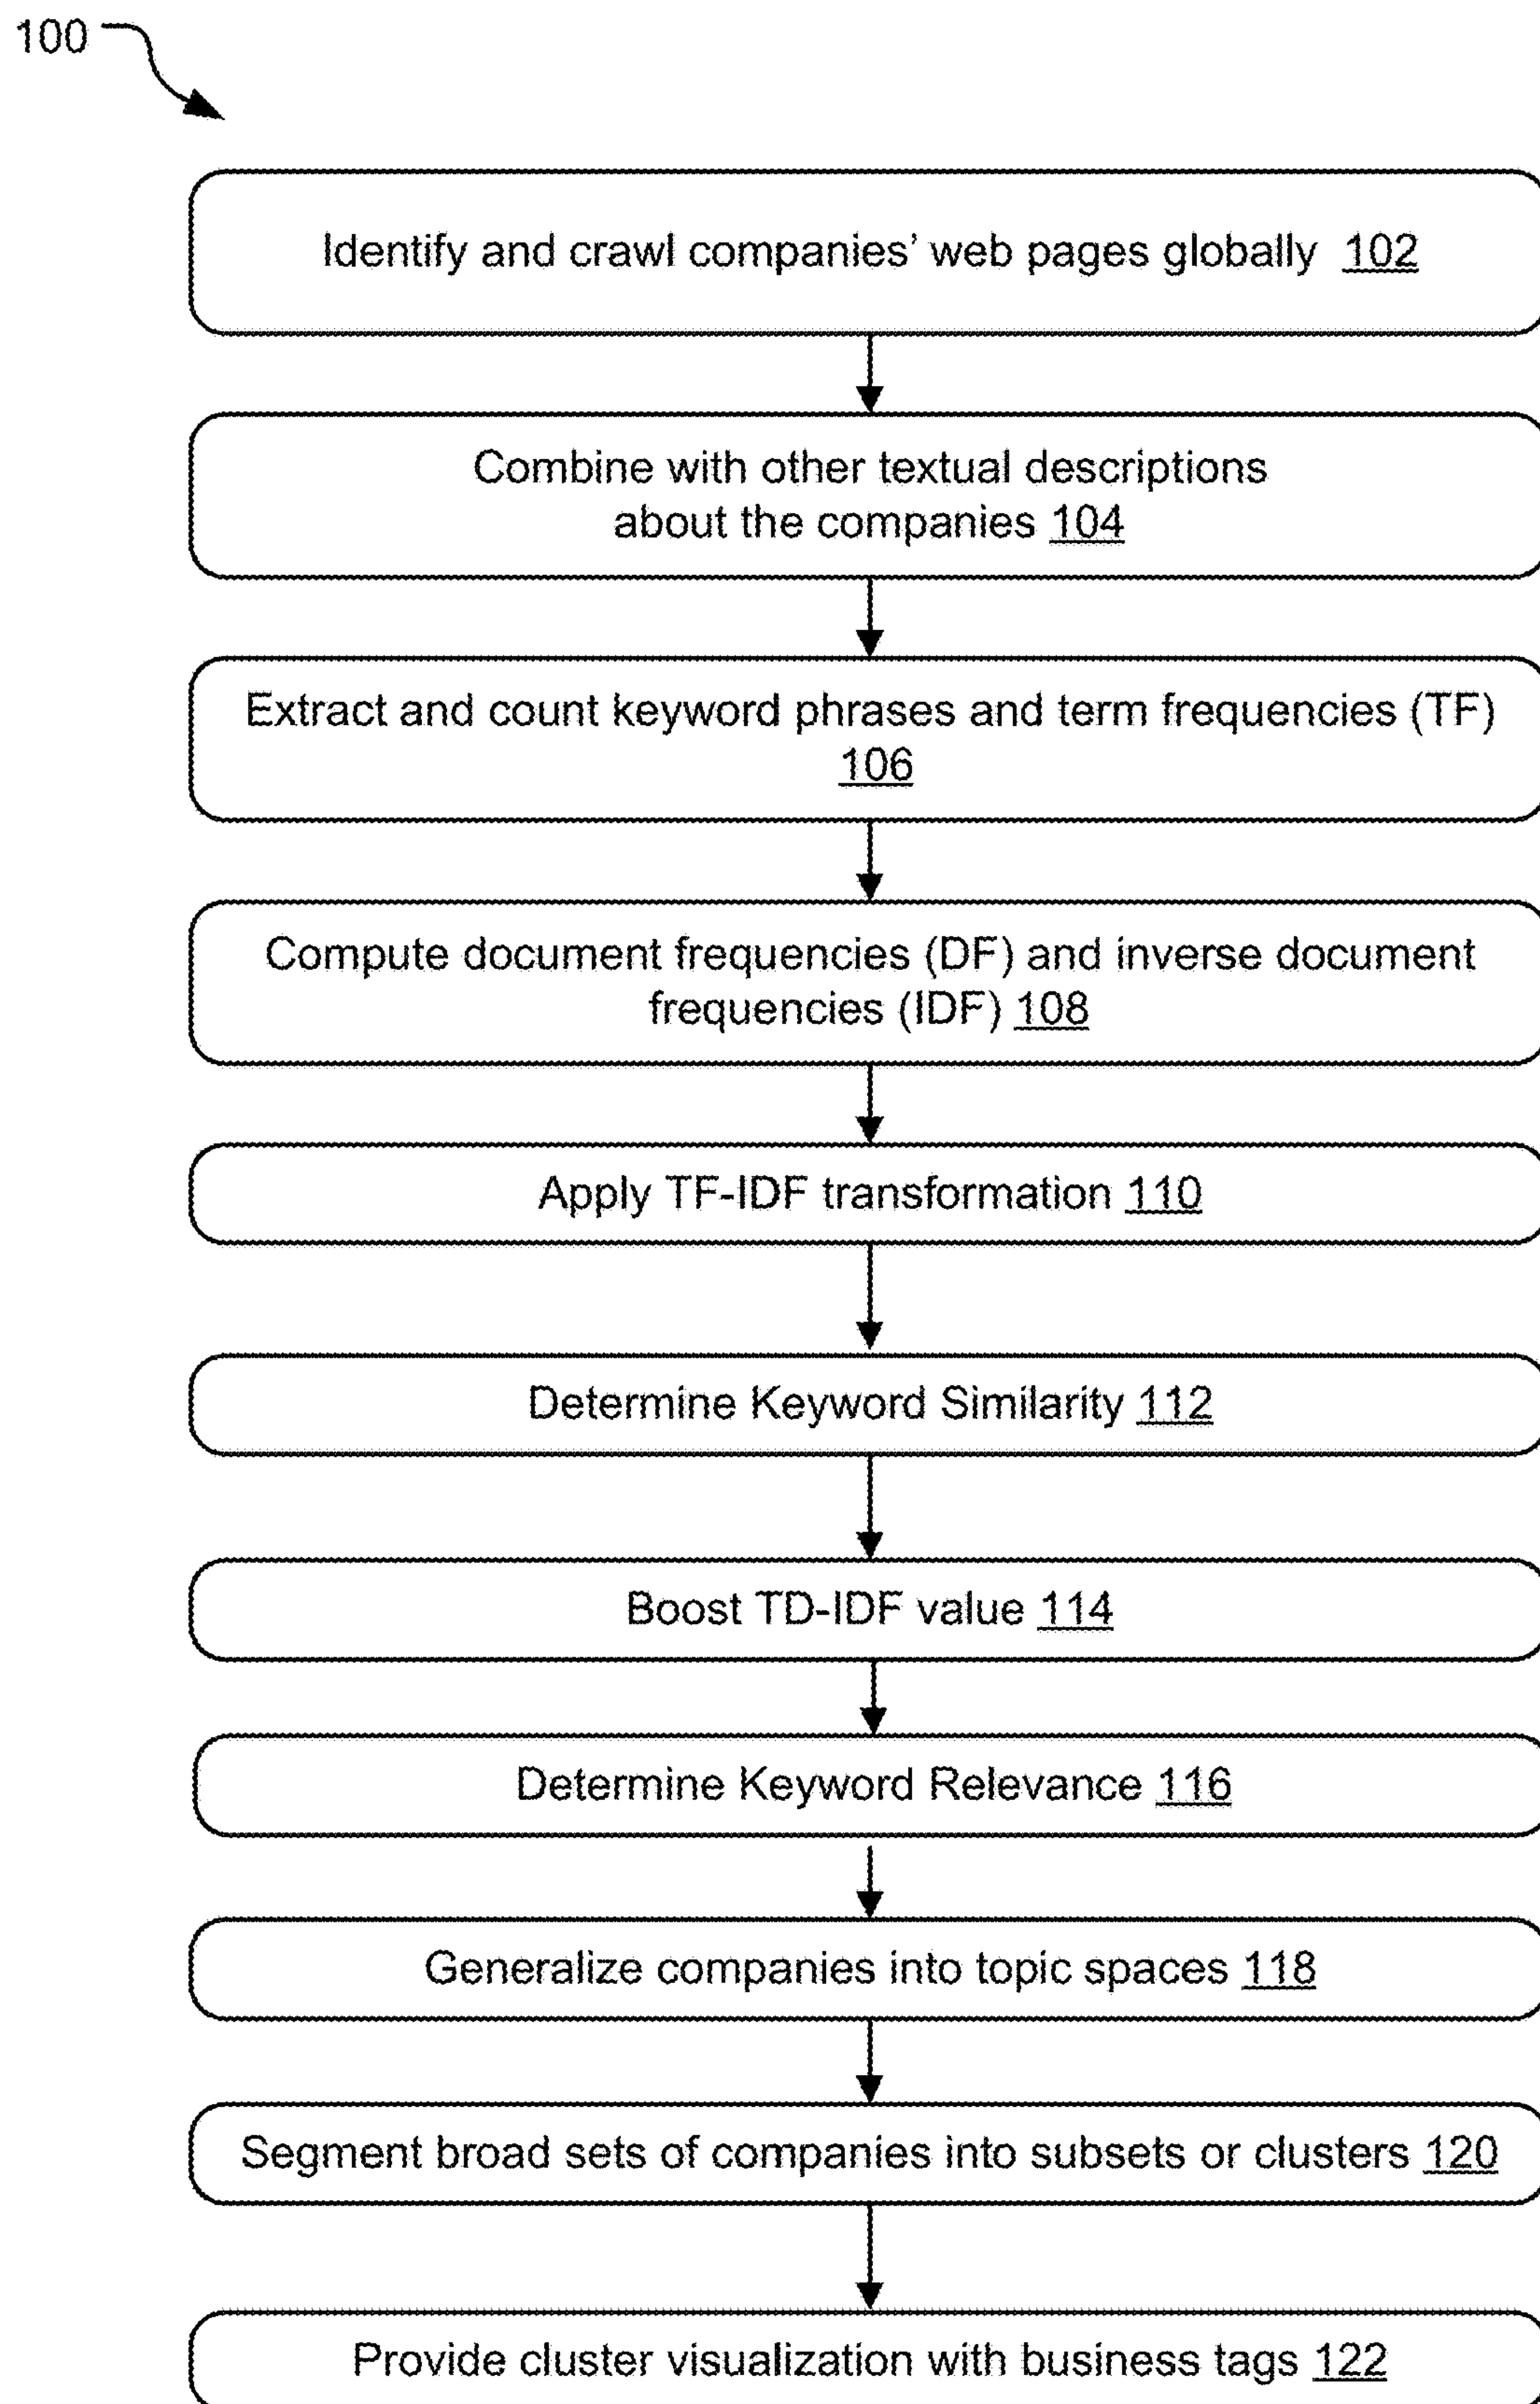 100
Identify and crawl companies' web pages globally 102
Combine with other textual descriptions
about the companies 104
Extract and count keyword phrases and term frequencies (TF)
106
Compute document frequencies (DF) and inverse document
frequencies (IDF) 108
Apply TF-IDF transformation 110
Determine Keyword Similarity 112
Boost TD-IDF value 114
Determine Keyword Relevance 116
Generalize companies into topic spaces 118
Segment broad sets of companies into subsets or clusters 120
Provide cluster visualization with business tags 122